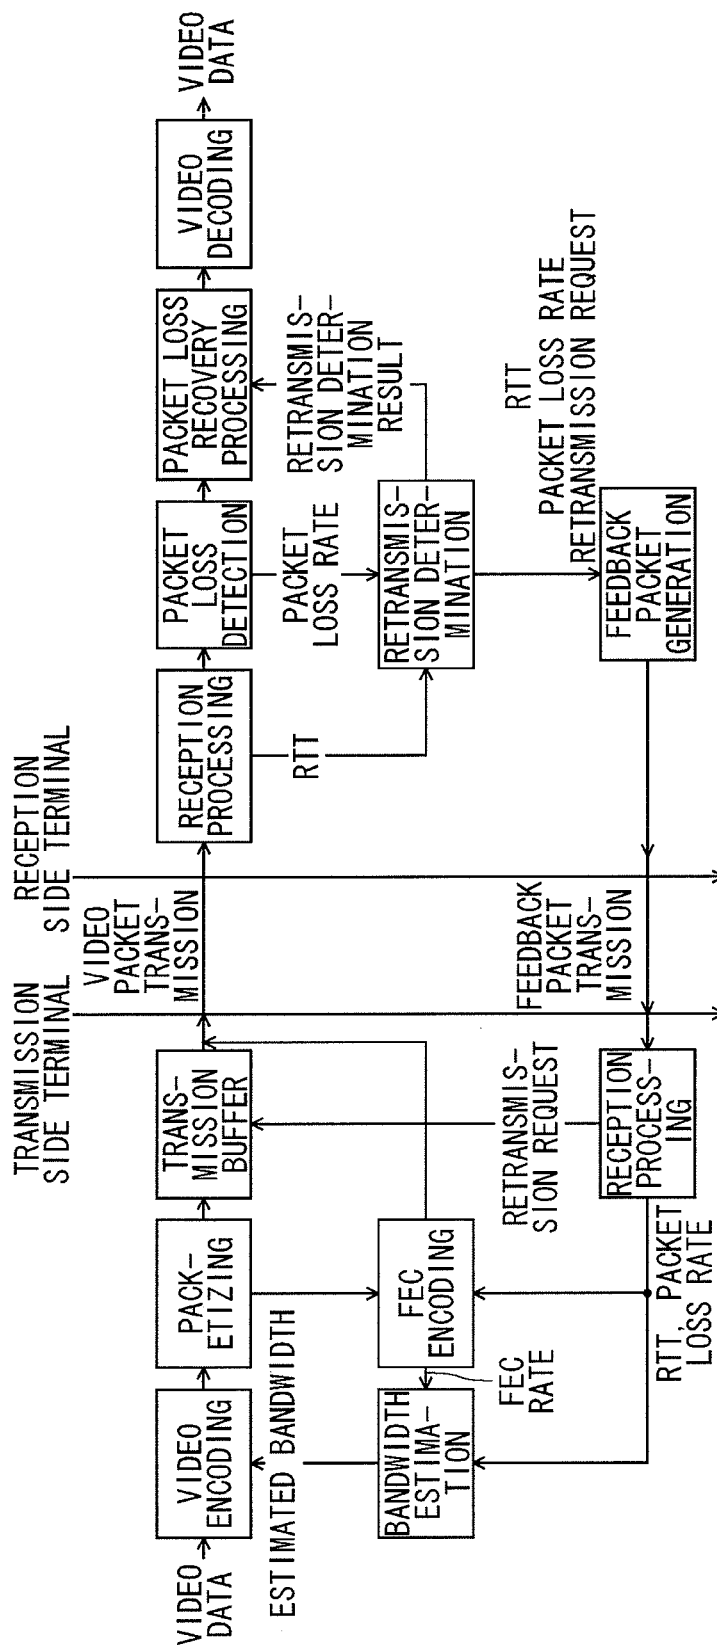 TRANSMISSION
SIDE TERMINAL
RECEPTION
SIDE TERMINAL
VIDEO
DATA
VIDEO
ENCODING
PACK-
ETIZING
TRANS-
MISSION
BUFFER
VIDEO
PACKET
TRANS-
MISSION
RECEPTION
PROCESSING
PACKET
LOSS
DETECTION
PACKET LOSS
RECOVERY
PROCESSING
VIDEO
DECODING
VIDEO
DATA
ESTIMATED BANDWIDTH
RTT
PACKET
LOSS RATE
RETRANSMIS-
SION DETER-
MINATION
RESULT
BANDWIDTH
ESTIMA-
TION
FEC
ENCODING
FEC
RATE
RETRANSMIS-
SION DETER-
MINATION
RETRANSMIS-
SION REQUEST
FEEDBACK
PACKET
TRANS-
MISSION
RTT
PACKET LOSS RATE
RETRANSMISSION REQUEST
RECEPTION
PROCESS-
ING
FEEDBACK
PACKET
GENERATION
RTT, PACKET
LOSS RATE